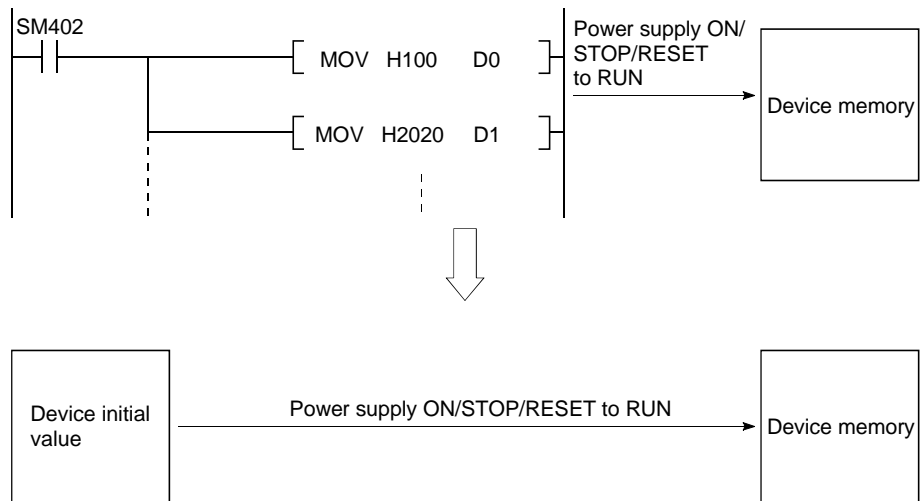 SM402
MOV H100 D0
MOV H2020 D1
Power supply ON/
STOP/RESET
to RUN
Device memory
Device initial
value
Power supply ON/STOP/RESET to RUN
Device memory